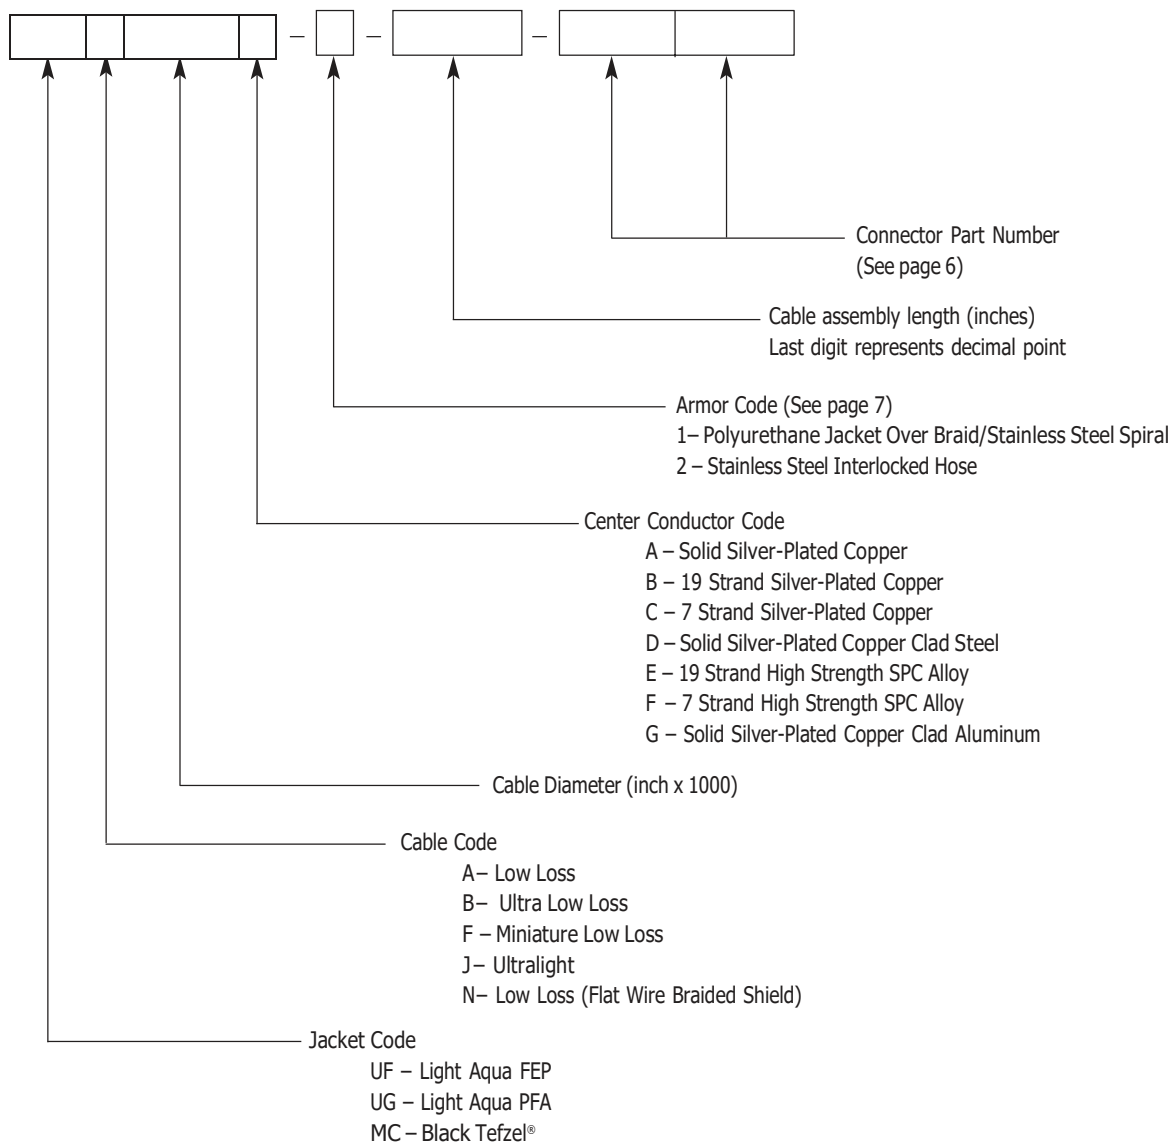 – – –
Connector Part Number
(See page 6)
Cable assembly length (inches)
Last digit represents decimal point
Armor Code (See page 7)
1– Polyurethane Jacket Over Braid/Stainless Steel Spiral
2 – Stainless Steel Interlocked Hose
Center Conductor Code
A – Solid Silver-Plated Copper
B – 19 Strand Silver-Plated Copper
C – 7 Strand Silver-Plated Copper
D – Solid Silver-Plated Copper Clad Steel
E – 19 Strand High Strength SPC Alloy
F – 7 Strand High Strength SPC Alloy
G – Solid Silver-Plated Copper Clad Aluminum
Cable Diameter (inch x 1000)
Cable Code
A– Low Loss
B– Ultra Low Loss
F – Miniature Low Loss
J– Ultralight
N– Low Loss (Flat Wire Braided Shield)
Jacket Code
UF – Light Aqua FEP
UG – Light Aqua PFA
MC – Black Tefzel®